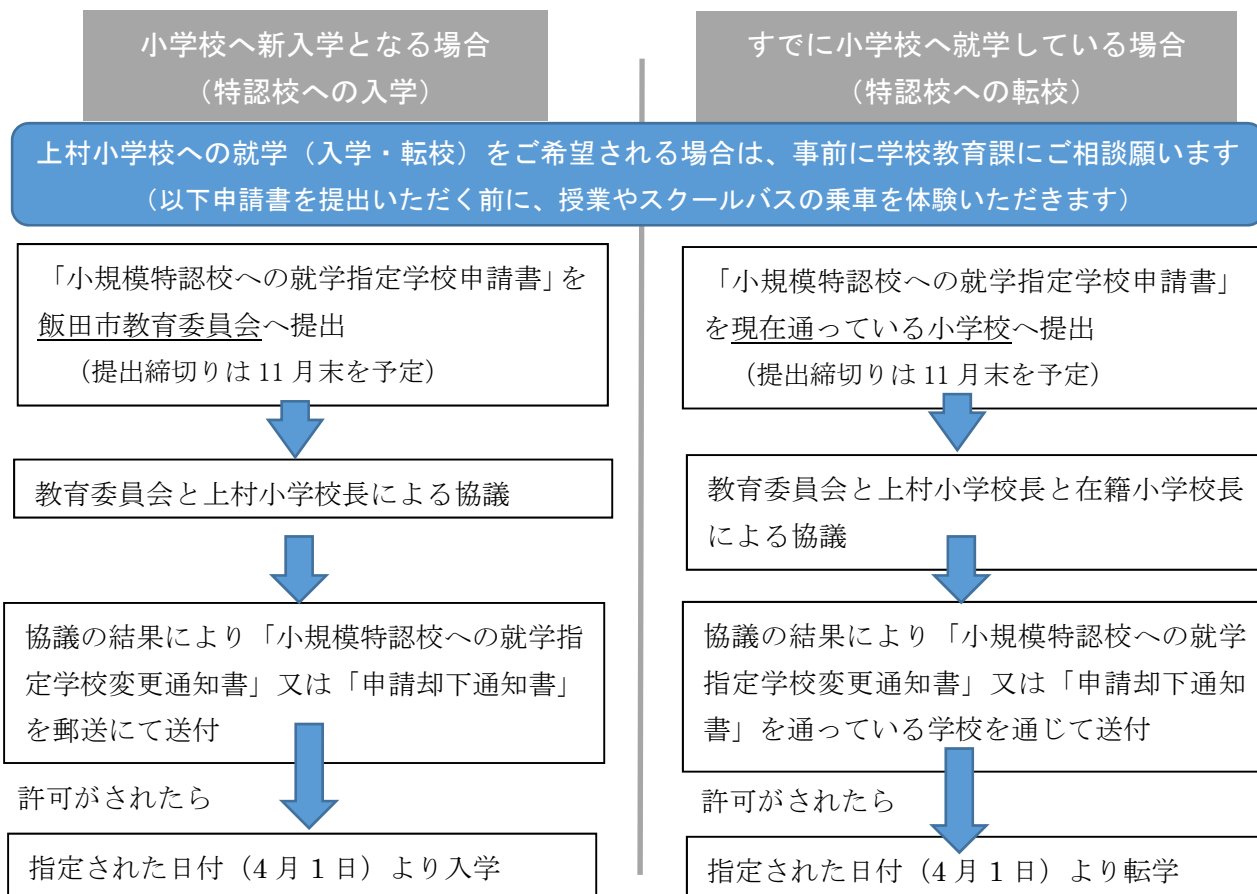 小学校へ新入学となる場合
（特認校への入学）
すでに小学校へ就学している場合
（特認校への転校）
上村小学校への就学（入学・転校）をご希望される場合は、事前に学校教育課にご相談願います
（以下申請書を提出いただく前に、授業やスクールバスの乗車を体験いただきます）
「小規模特認校への就学指定学校申請書」を
飯田市教育委員会へ提出
（提出締切りは 11 月末を予定）
教育委員会と上村小学校長による協議
協議の結果により「小規模特認校への就学指
定学校変更通知書」又は「申請却下通知書」
を郵送にて送付
許可がされたら
指定された日付（4 月 1 日）より入学
「小規模特認校への就学指定学校申請書」
を現在通っている小学校へ提出
（提出締切りは 11 月末を予定）
教育委員会と上村小学校長と在籍小学校長
による協議
協議の結果により「小規模特認校への就学
指定学校変更通知書」又は「申請却下通知
書」を通っている学校を通じて送付
許可がされたら
指定された日付（4 月 1 日）より転学